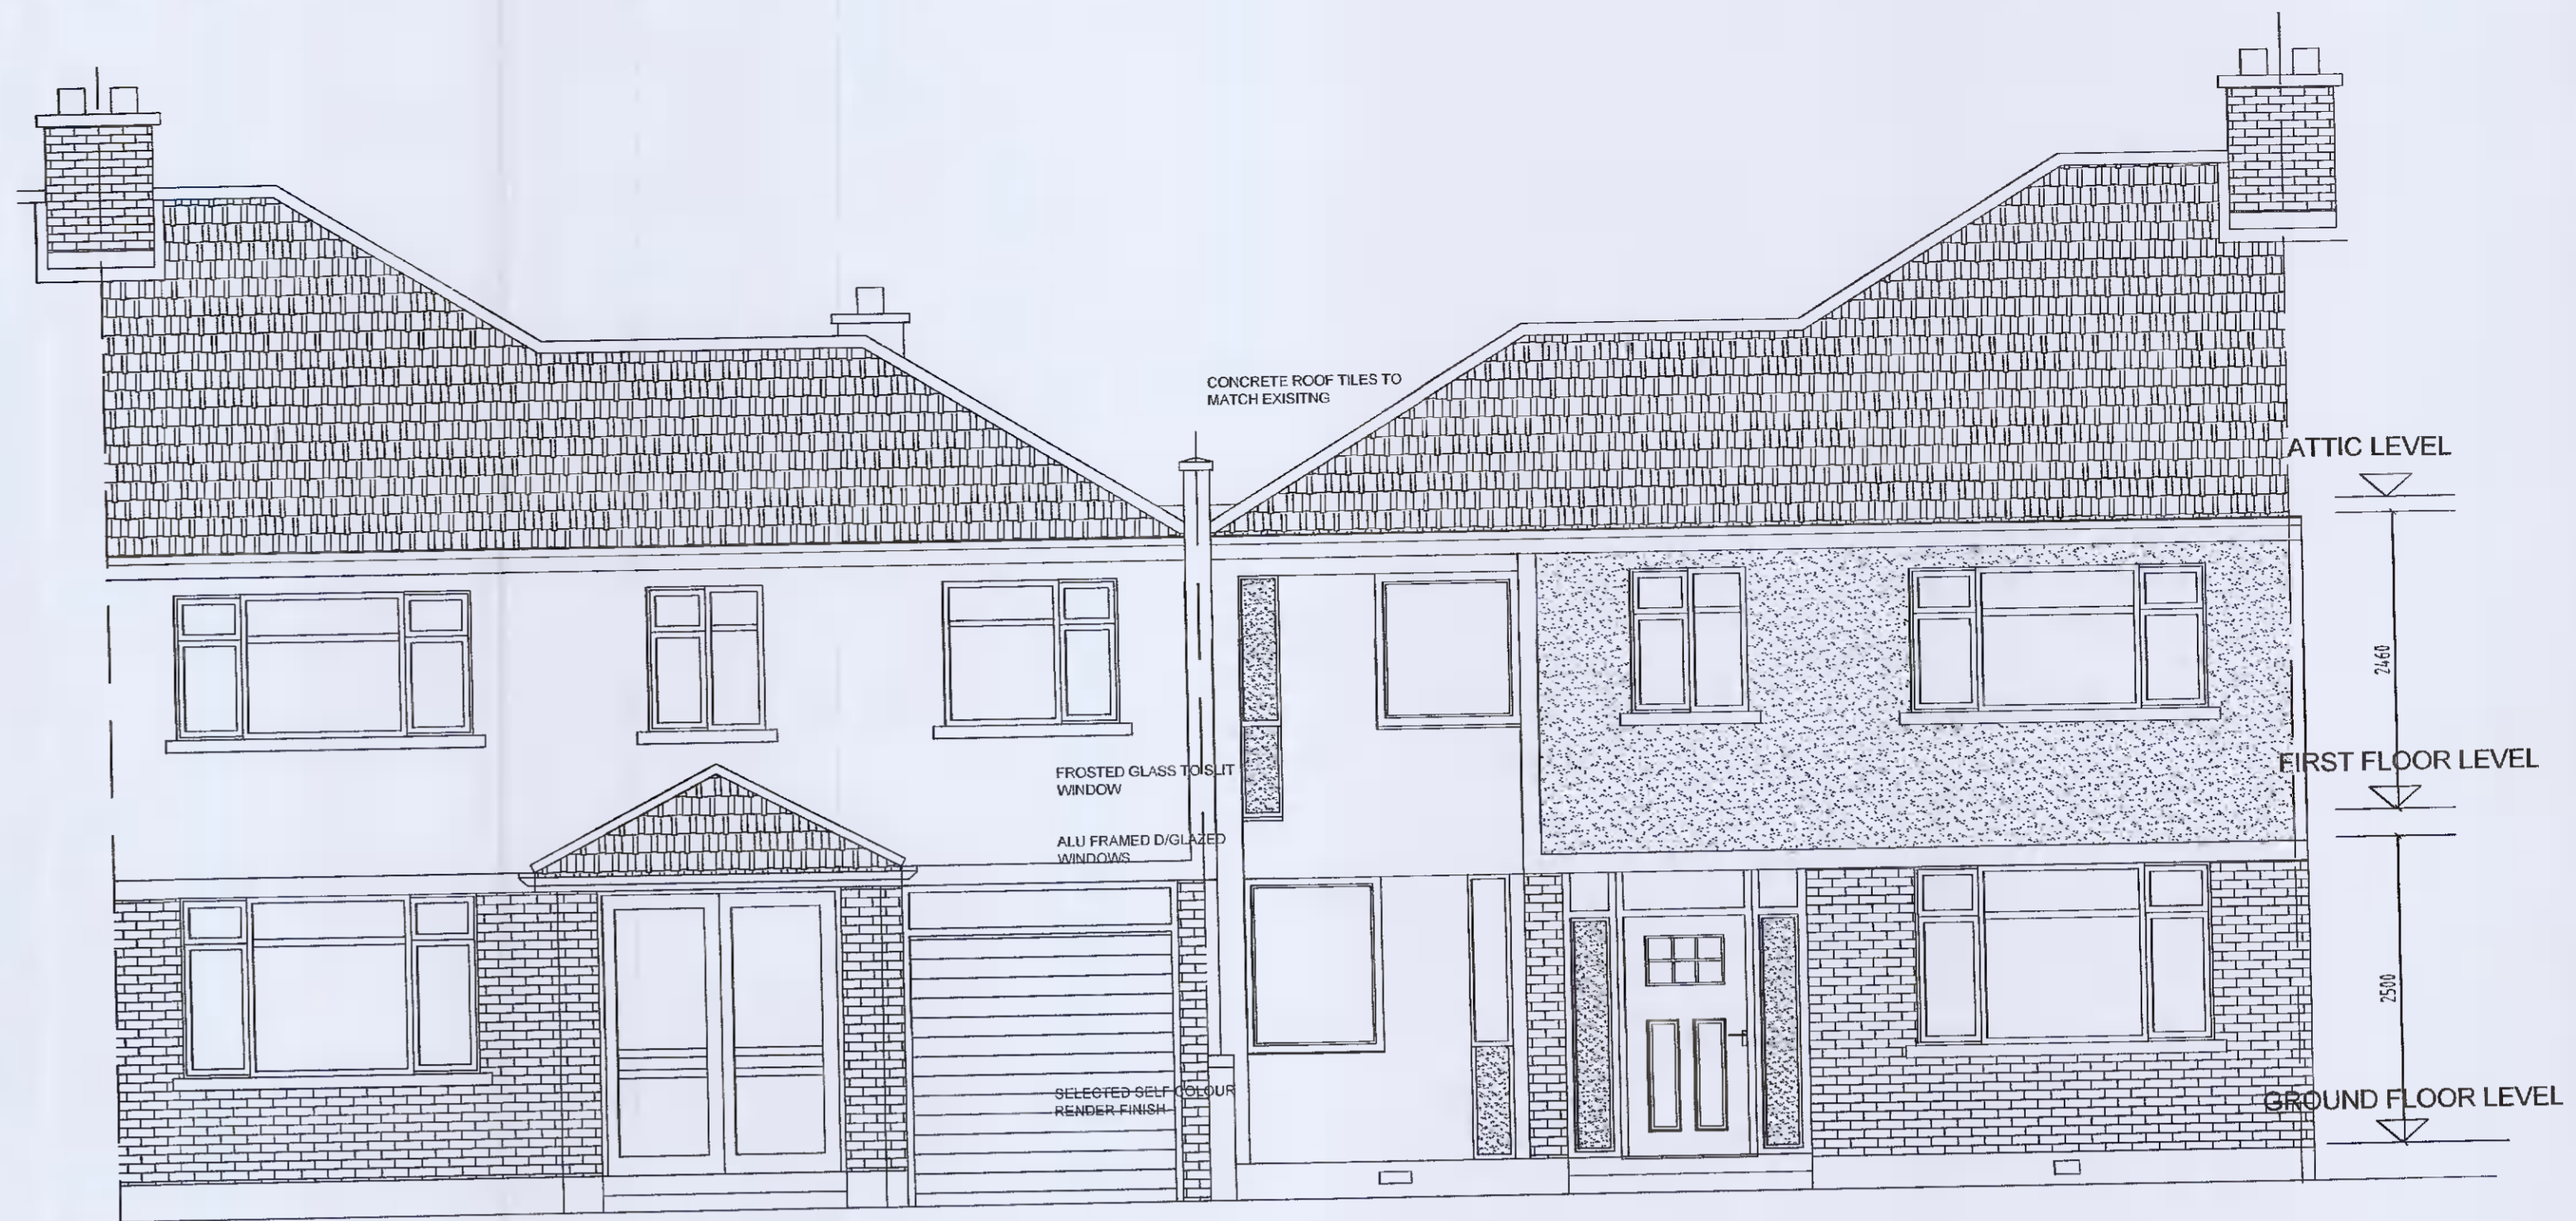 CONCRETE ROOF TILES TO
MATCH EXISITNG
ATTIC LEVEL
2460
FROSTED GLASS TO SLIT
WINDOW
FIRST FLOOR LEVEL
ALU FRAMED D/GLAZED
WINDOWS
2500
SELECTED SELF COLOUR
RENDER FINISH
GROUND FLOOR LEVEL